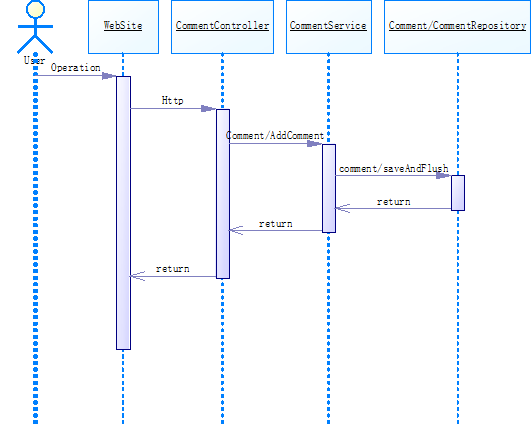 WebSite
CommentController
CommentService
Comment/CommentRepository
User
Operation
Http
Comment/AddComment
comment/saveAndFlush
return
return
return